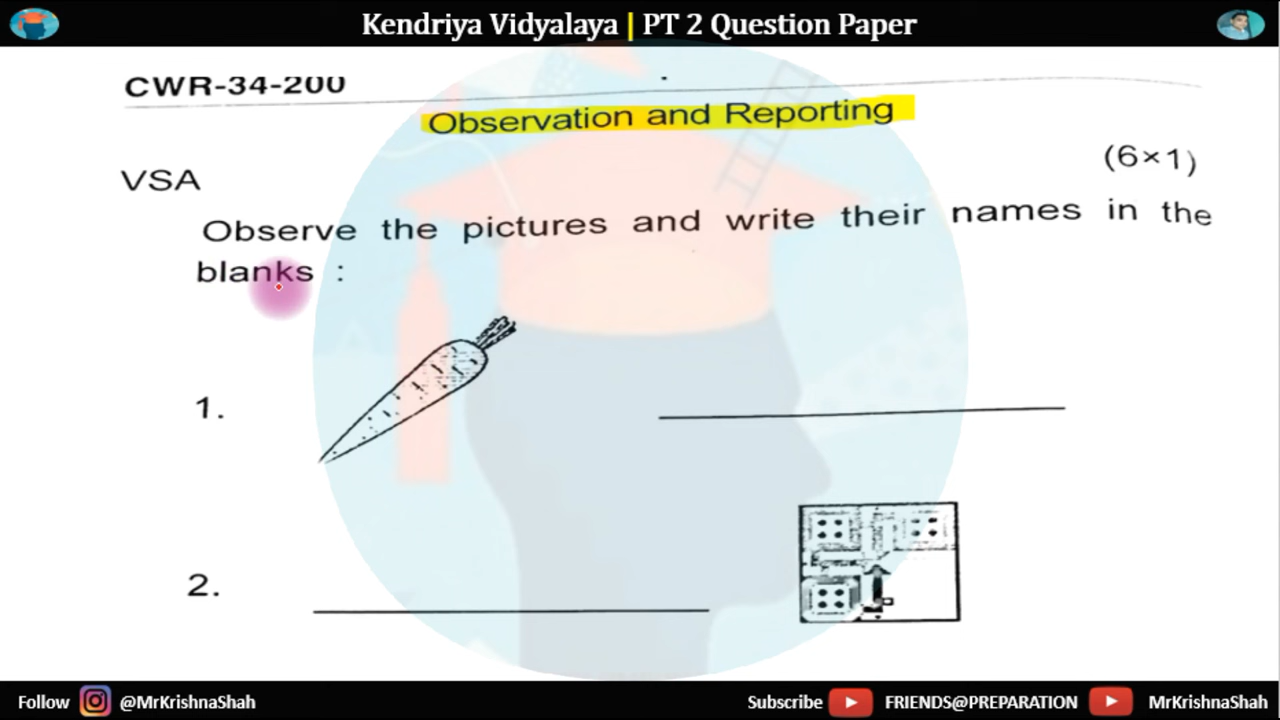 Kendriya Vidyalaya | PT 2 Question Paper
CWR-34-200
Observation and Reporting
(6×1)
VSA
Observe the pictures and write their names in the
blanks :
1.
2.
Follow @MrKrishnaShah Subscribe FRIENDS@PREPARATION MrKrishnaShah